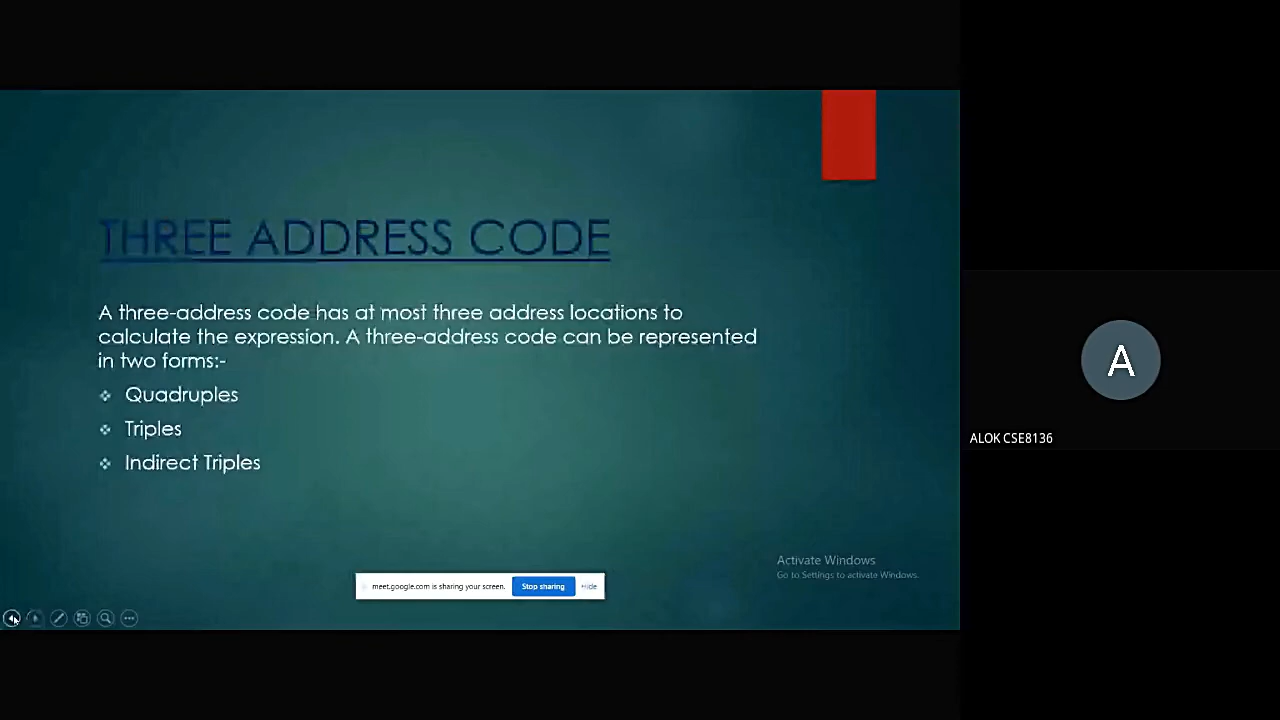 THREE ADDRESS CODE
A three-address code has at most three address locations to
calculate the expression. A three-address code can be represented
in two forms:-
Quadruples
Triples
Indirect Triples
A
ALOK CSE8136
Activate Windows
Go to Settings to activate Windows.
meet.google.com is sharing your screen. Stop sharing Hide